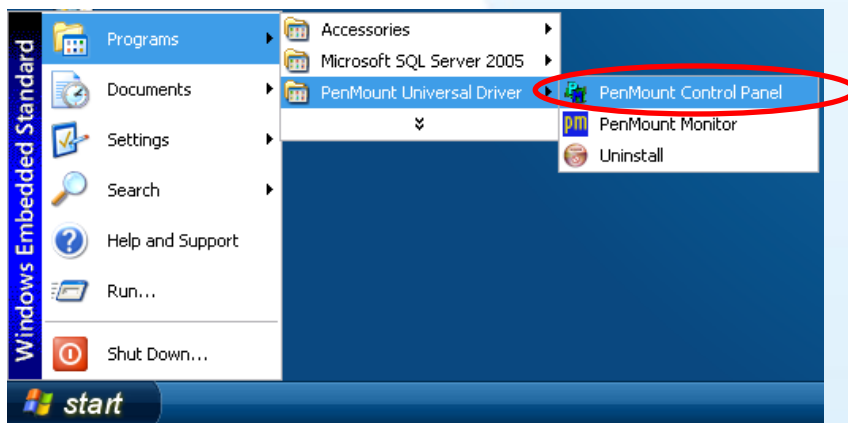 Windows Embedded Standard
Programs
Documents
Settings
Search
Help and Support
Run...
Shut Down...
Accessories
Microsoft SQL Server 2005
PenMount Universal Driver
PenMount Control Panel
pm PenMount Monitor
Uninstall
start